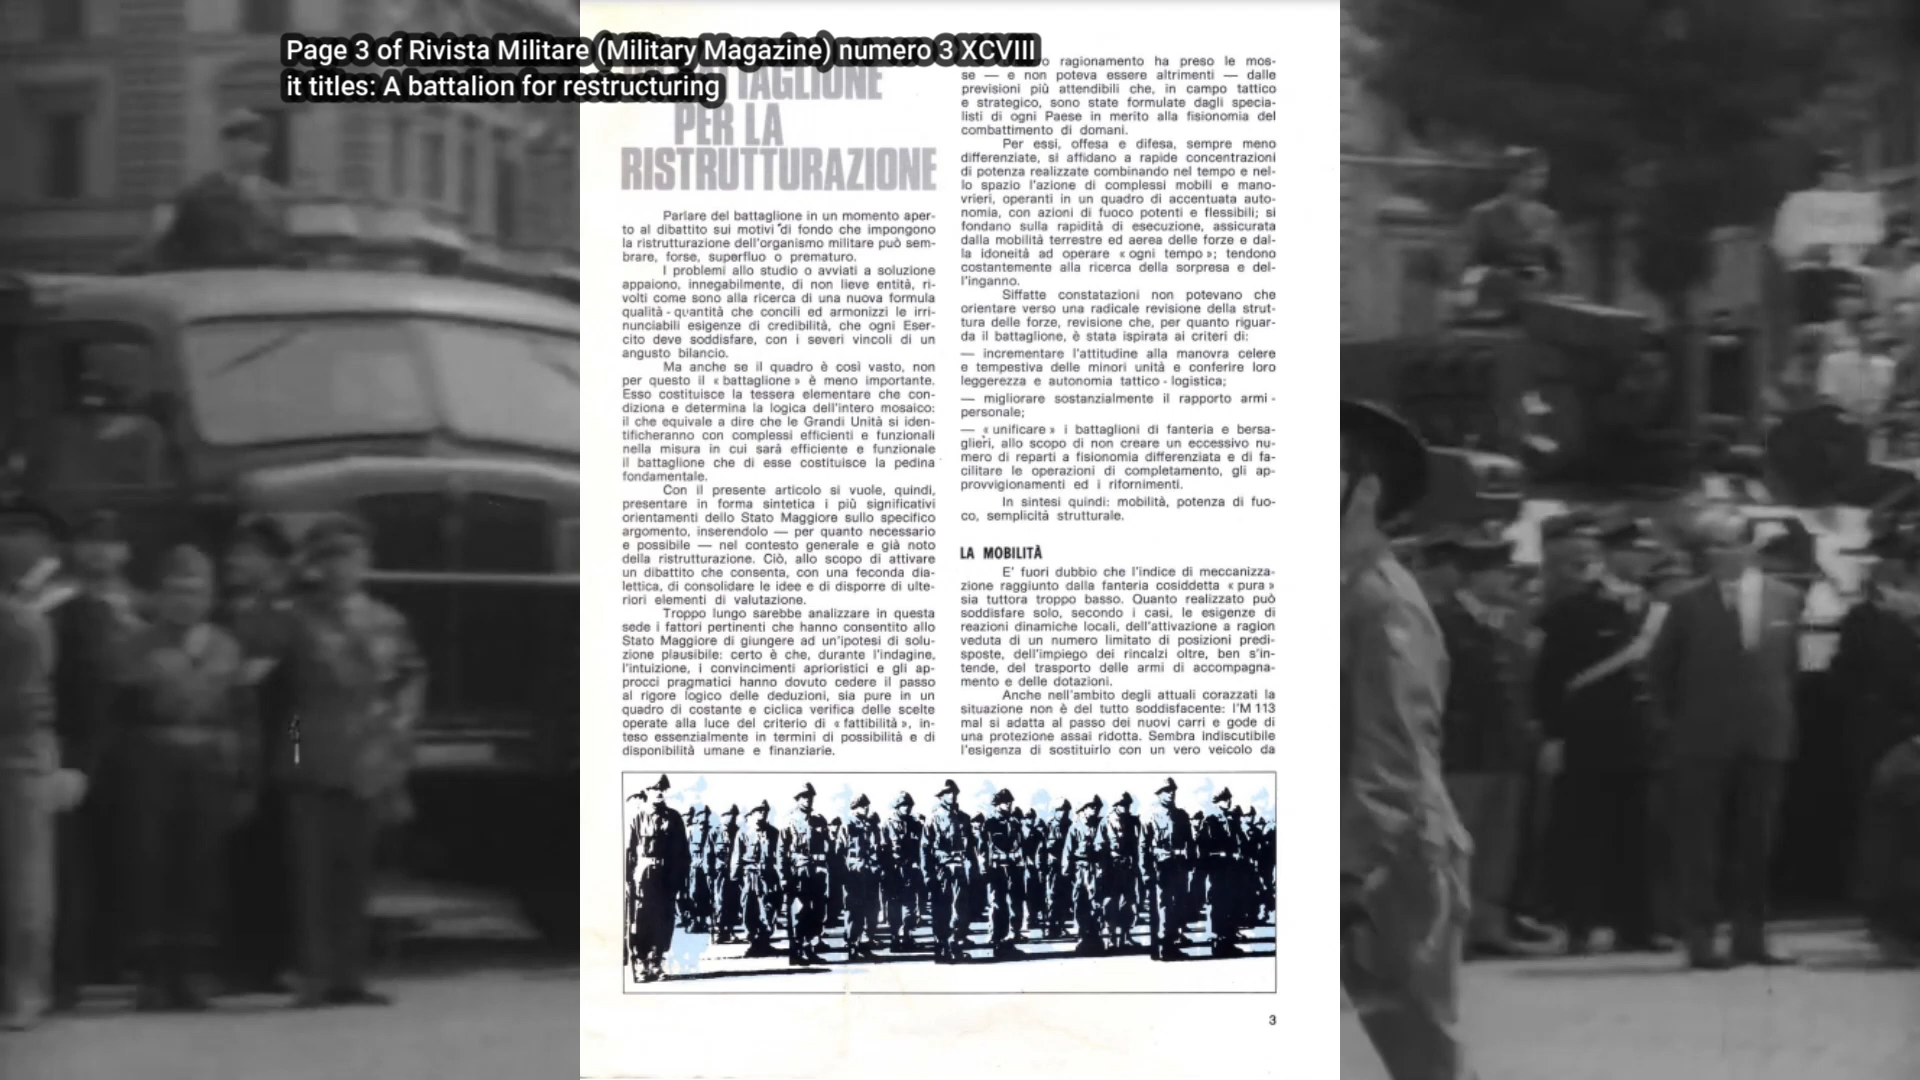 Page 3 of Rivista Militare (Military Magazine) numero 3 XCVIII
it titles: A battalion for restructuring
PER LA
RISTRUTTURAZIONE
Parlare del battaglione in un momento aper-
to al dibattito sui motivi di fondo che impongono
la ristrutturazione dell'organismo militare può sem-
brare, forse, superfluo o prematuro.
I problemi allo studio o avviati a soluzione
appaiono, innegabilmente, di non lieve entità, ri-
volti come sono alla ricerca di una nuova formula
qualità - quantità che concili ed armonizzi le irri-
nunciabili esigenze di credibilità, che ogni Eser-
cito deve soddisfare, con i severi vincoli di un
angusto bilancio.
Ma anche se il quadro è così vasto, non
per questo il « battaglione » è meno importante.
Esso costituisce la tessera elementare che con-
diziona e determina la logica dell'intero mosaico:
il che equivale a dire che le Grandi Unità si iden-
tificheranno con complessi efficienti e funzionali
nella misura in cui sarà efficiente e funzionale
il battaglione che di esse costituisce la pedina
fondamentale.
Con il presente articolo si vuole, quindi,
presentare in forma sintetica i più significativi
orientamenti dello Stato Maggiore sullo specifico
argomento, inserendolo — per quanto necessario
e possibile — nel contesto generale e già noto
della ristrutturazione. Ciò, allo scopo di attivare
un dibattito che consenta, con una feconda dia-
lettica, di consolidare le idee e di disporre di ulte-
riori elementi di valutazione.
Troppo lungo sarebbe analizzare in questa
sede i fattori pertinenti che hanno consentito allo
Stato Maggiore di giungere ad un'ipotesi di solu-
zione plausibile: certo è che, durante l'indagine,
l'intuizione, i convincimenti aprioristici e gli ap-
procci pragmatici hanno dovuto cedere il passo
al rigore logico delle deduzioni, sia pure in un
quadro di costante e ciclica verifica delle scelte
operate alla luce del criterio di « fattibilità », in-
teso essenzialmente in termini di possibilità e di
disponibilità umane e finanziarie.
ragionamento ha preso le mos-
se — e non poteva essere altrimenti — dalle
previsioni più attendibili che, in campo tattico
e strategico, sono state formulate dagli specia-
listi di ogni Paese in merito alla fisionomia del
combattimento di domani.
Per essi, offesa e difesa, sempre meno
differenziate, si affidano a rapide concentrazioni
di potenza realizzate combinando nel tempo e nel-
lo spazio l'azione di complessi mobili e mano-
vrieri, operanti in un quadro di accentuata auto-
nomia, con azioni di fuoco potenti e flessibili; si
fondano sulla rapidità di esecuzione, assicurata
dalla mobilità terrestre ed aerea delle forze e dal-
la idoneità ad operare « ogni tempo »; tendono
costantemente alla ricerca della sorpresa e del-
l'inganno.
Siffatte constatazioni non potevano che
orientare verso una radicale revisione della strut-
tura delle forze, revisione che, per quanto riguar-
da il battaglione, è stata ispirata ai criteri di:
— incrementare l'attitudine alla manovra celere
e tempestiva delle minori unità e conferire loro
leggerezza e autonomia tattico - logistica;
— migliorare sostanzialmente il rapporto armi -
personale;
— « unificare » i battaglioni di fanteria e bersa-
glieri, allo scopo di non creare un eccessivo nu-
mero di reparti a fisionomia differenziata e di fa-
cilitare le operazioni di completamento, gli ap-
provvigionamenti ed i rifornimenti.
In sintesi quindi: mobilità, potenza di fuo-
co, semplicità strutturale.
LA MOBILITÀ
E' fuori dubbio che l'indice di meccanizza-
zione raggiunto dalla fanteria cosiddetta « pura »
sia tuttora troppo basso. Quanto realizzato può
soddisfare solo, secondo i casi, le esigenze di
reazioni dinamiche locali, dell'attivazione a ragion
veduta di un numero limitato di posizioni predi-
sposte, dell'impiego dei rincalzi oltre, ben s'in-
tende, del trasporto delle armi di accompagna-
mento e delle dotazioni.
Anche nell'ambito degli attuali corazzati la
situazione non è del tutto soddisfacente: l'M 113
mal si adatta al passo dei nuovi carri e gode di
una protezione assai ridotta. Sembra indiscutibile
l'esigenza di sostituirlo con un vero veicolo da
3